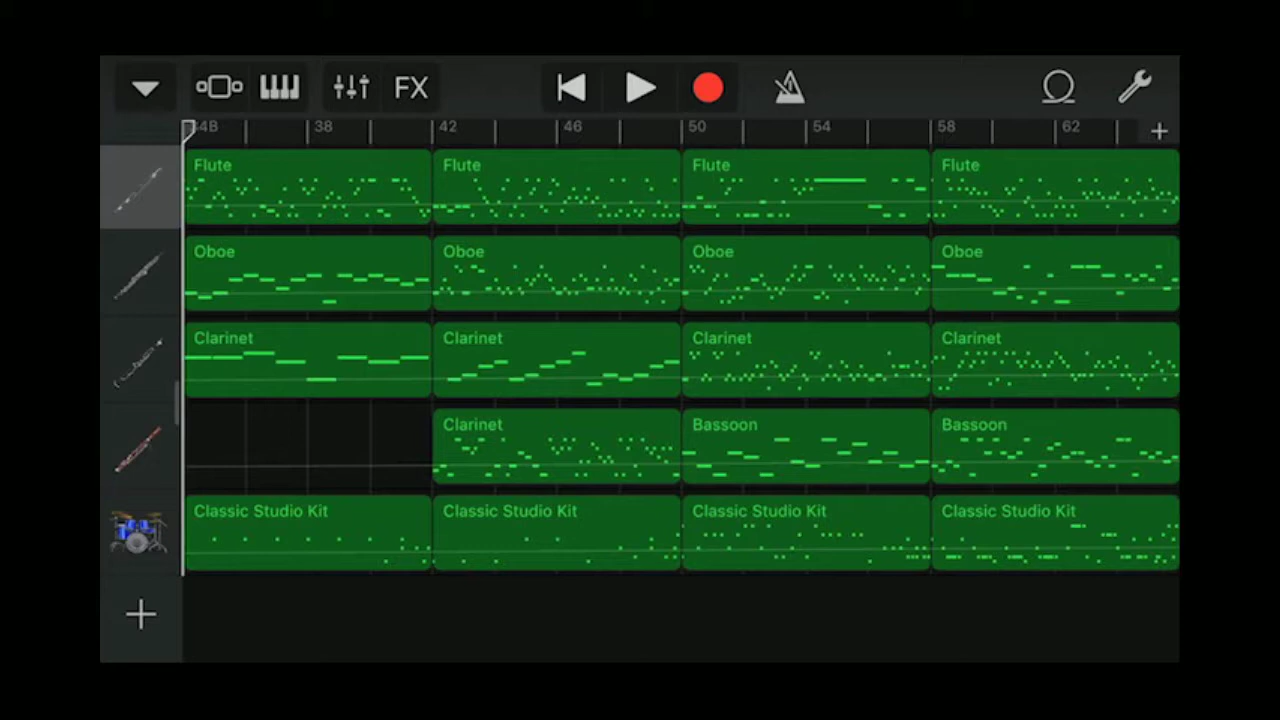 FX
34B 38 42 46 50 54 58 62
Flute Flute Flute Flute
Oboe Oboe Oboe Oboe
Clarinet Clarinet Clarinet Clarinet
Clarinet Bassoon Bassoon
Classic Studio Kit Classic Studio Kit Classic Studio Kit Classic Studio Kit